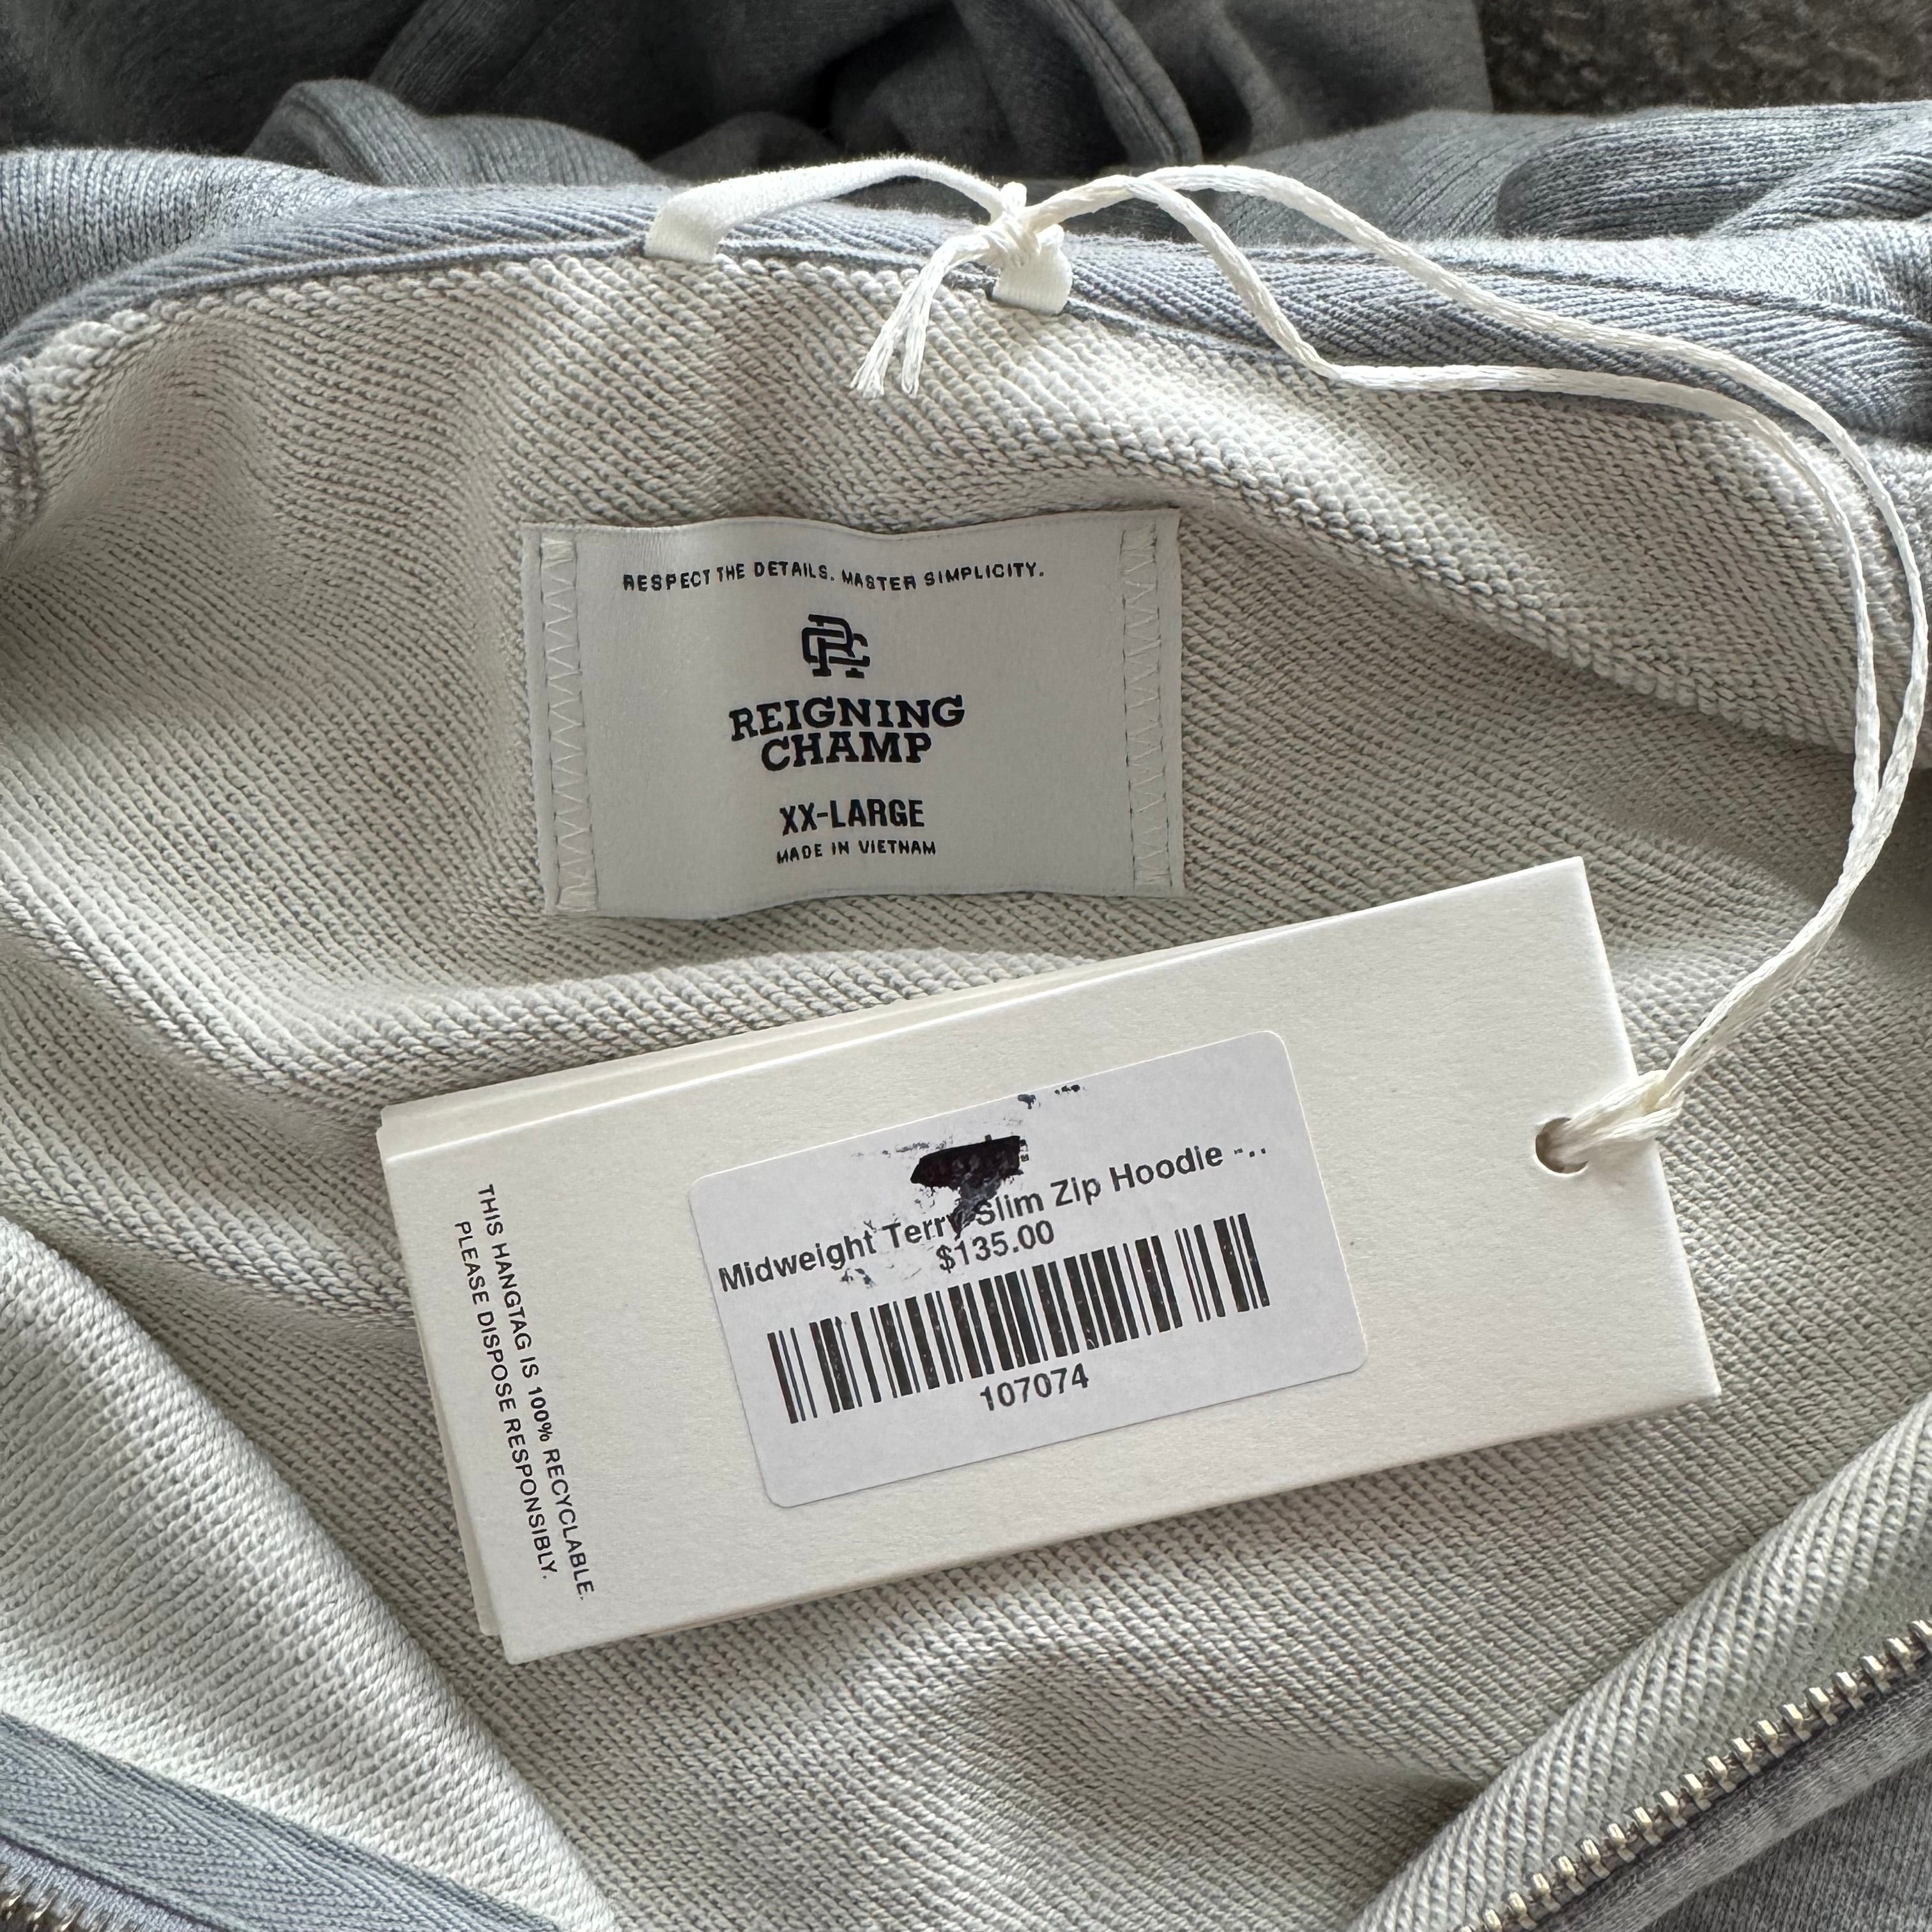 RESPECT THE DETAILS. MASTER SIMPLICITY.
RC
REIGNING
CHAMP
XX-LARGE
MADE IN VIETNAM
Midweight Terry Slim Zip Hoodie -..
$135.00
107074
THIS HANGTAG IS 100% RECYCLABLE.
PLEASE DISPOSE RESPONSIBLY.